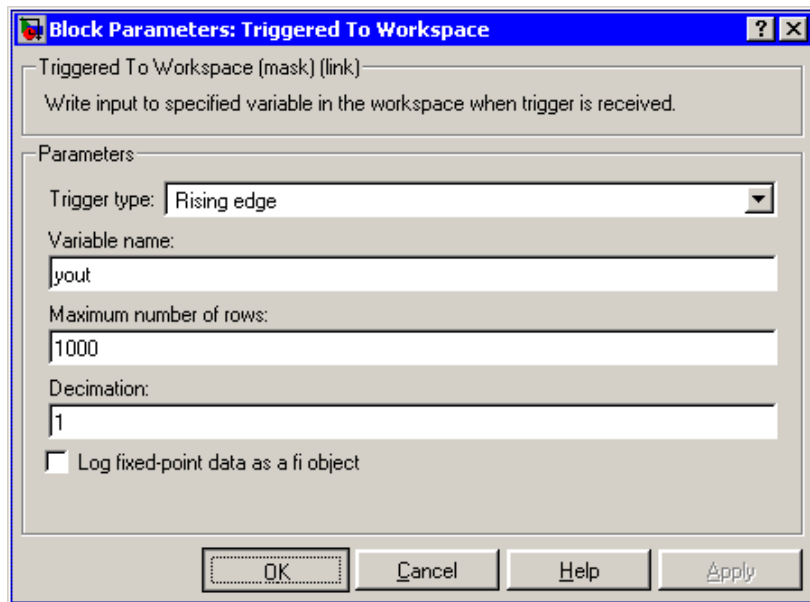 Block Parameters: Triggered To Workspace
Triggered To Workspace (mask) (link)
Write input to specified variable in the workspace when trigger is received.
Parameters
Trigger type: Rising edge
Variable name:
yout
Maximum number of rows:
1000
Decimation:
1
Log fixed-point data as a fi object
OK Cancel Help Apply